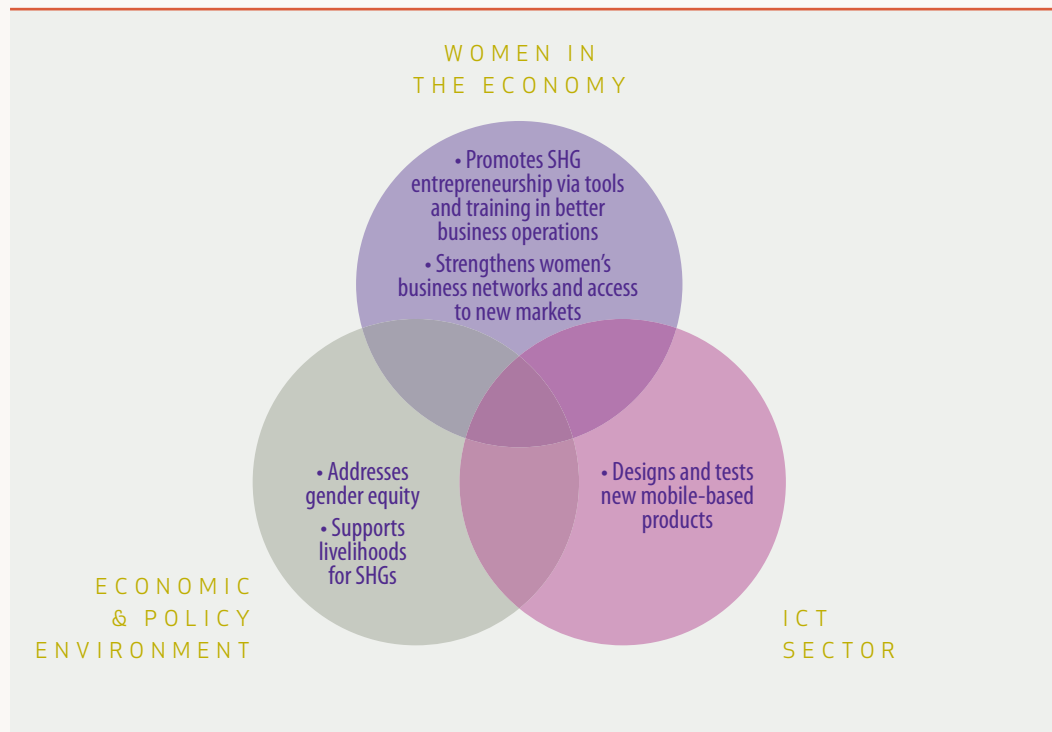 WOMEN IN
THE ECONOMY
• Promotes SHG
entrepreneurship via tools
and training in better
business operations
• Strengthens women’s
business networks and access
to new markets
• Addresses
gender equity
• Supports
livelihoods
for SHGs
• Designs and tests
new mobile-based
products
ECONOMIC
& POLICY
ENVIRONMENT
ICT
SECTOR